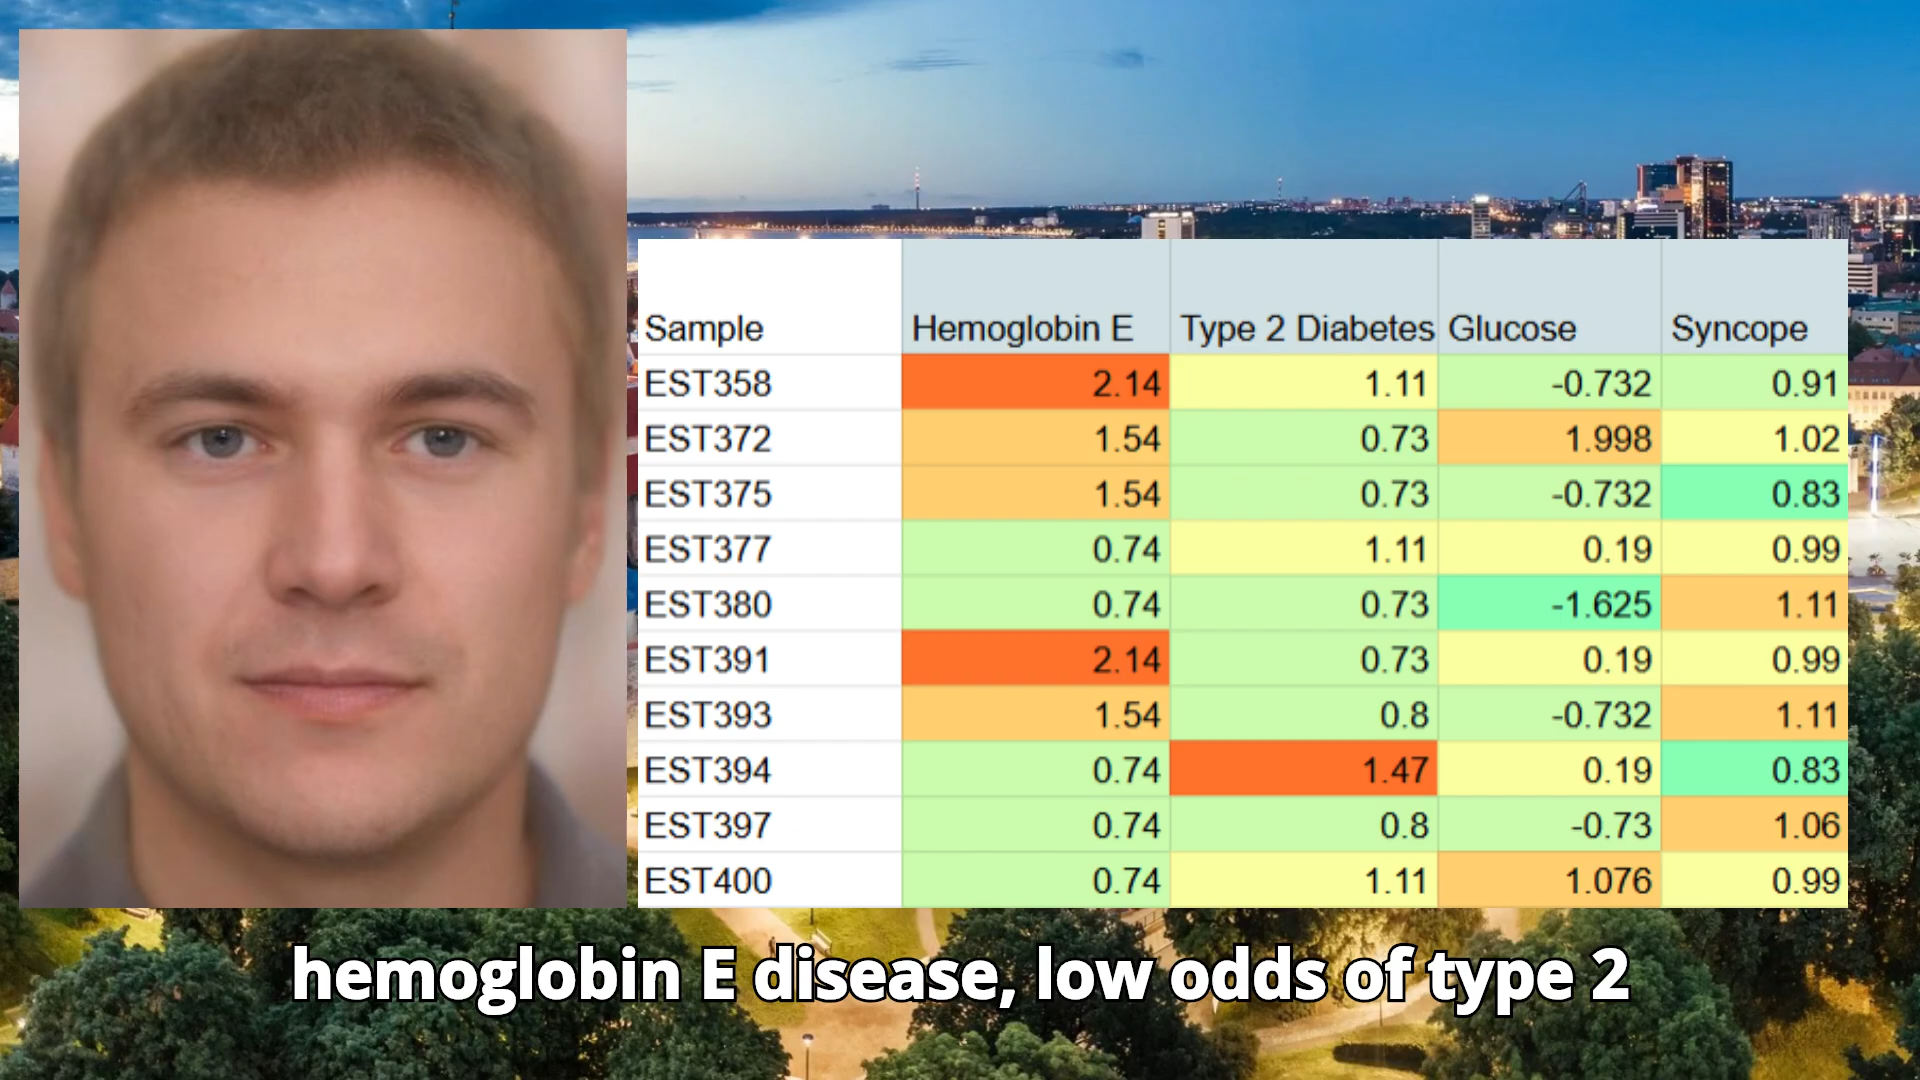 Sample Hemoglobin E Type 2 Diabetes Glucose Syncope
EST358 2.14 1.11 -0.732 0.91
EST372 1.54 0.73 1.998 1.02
EST375 1.54 0.73 -0.732 0.83
EST377 0.74 1.11 0.19 0.99
EST380 0.74 0.73 -1.625 1.11
EST391 2.14 0.73 0.19 0.99
EST393 1.54 0.8 -0.732 1.11
EST394 0.74 1.47 0.19 0.83
EST397 0.74 0.8 -0.73 1.06
EST400 0.74 1.11 1.076 0.99
hemoglobin E disease, low odds of type 2